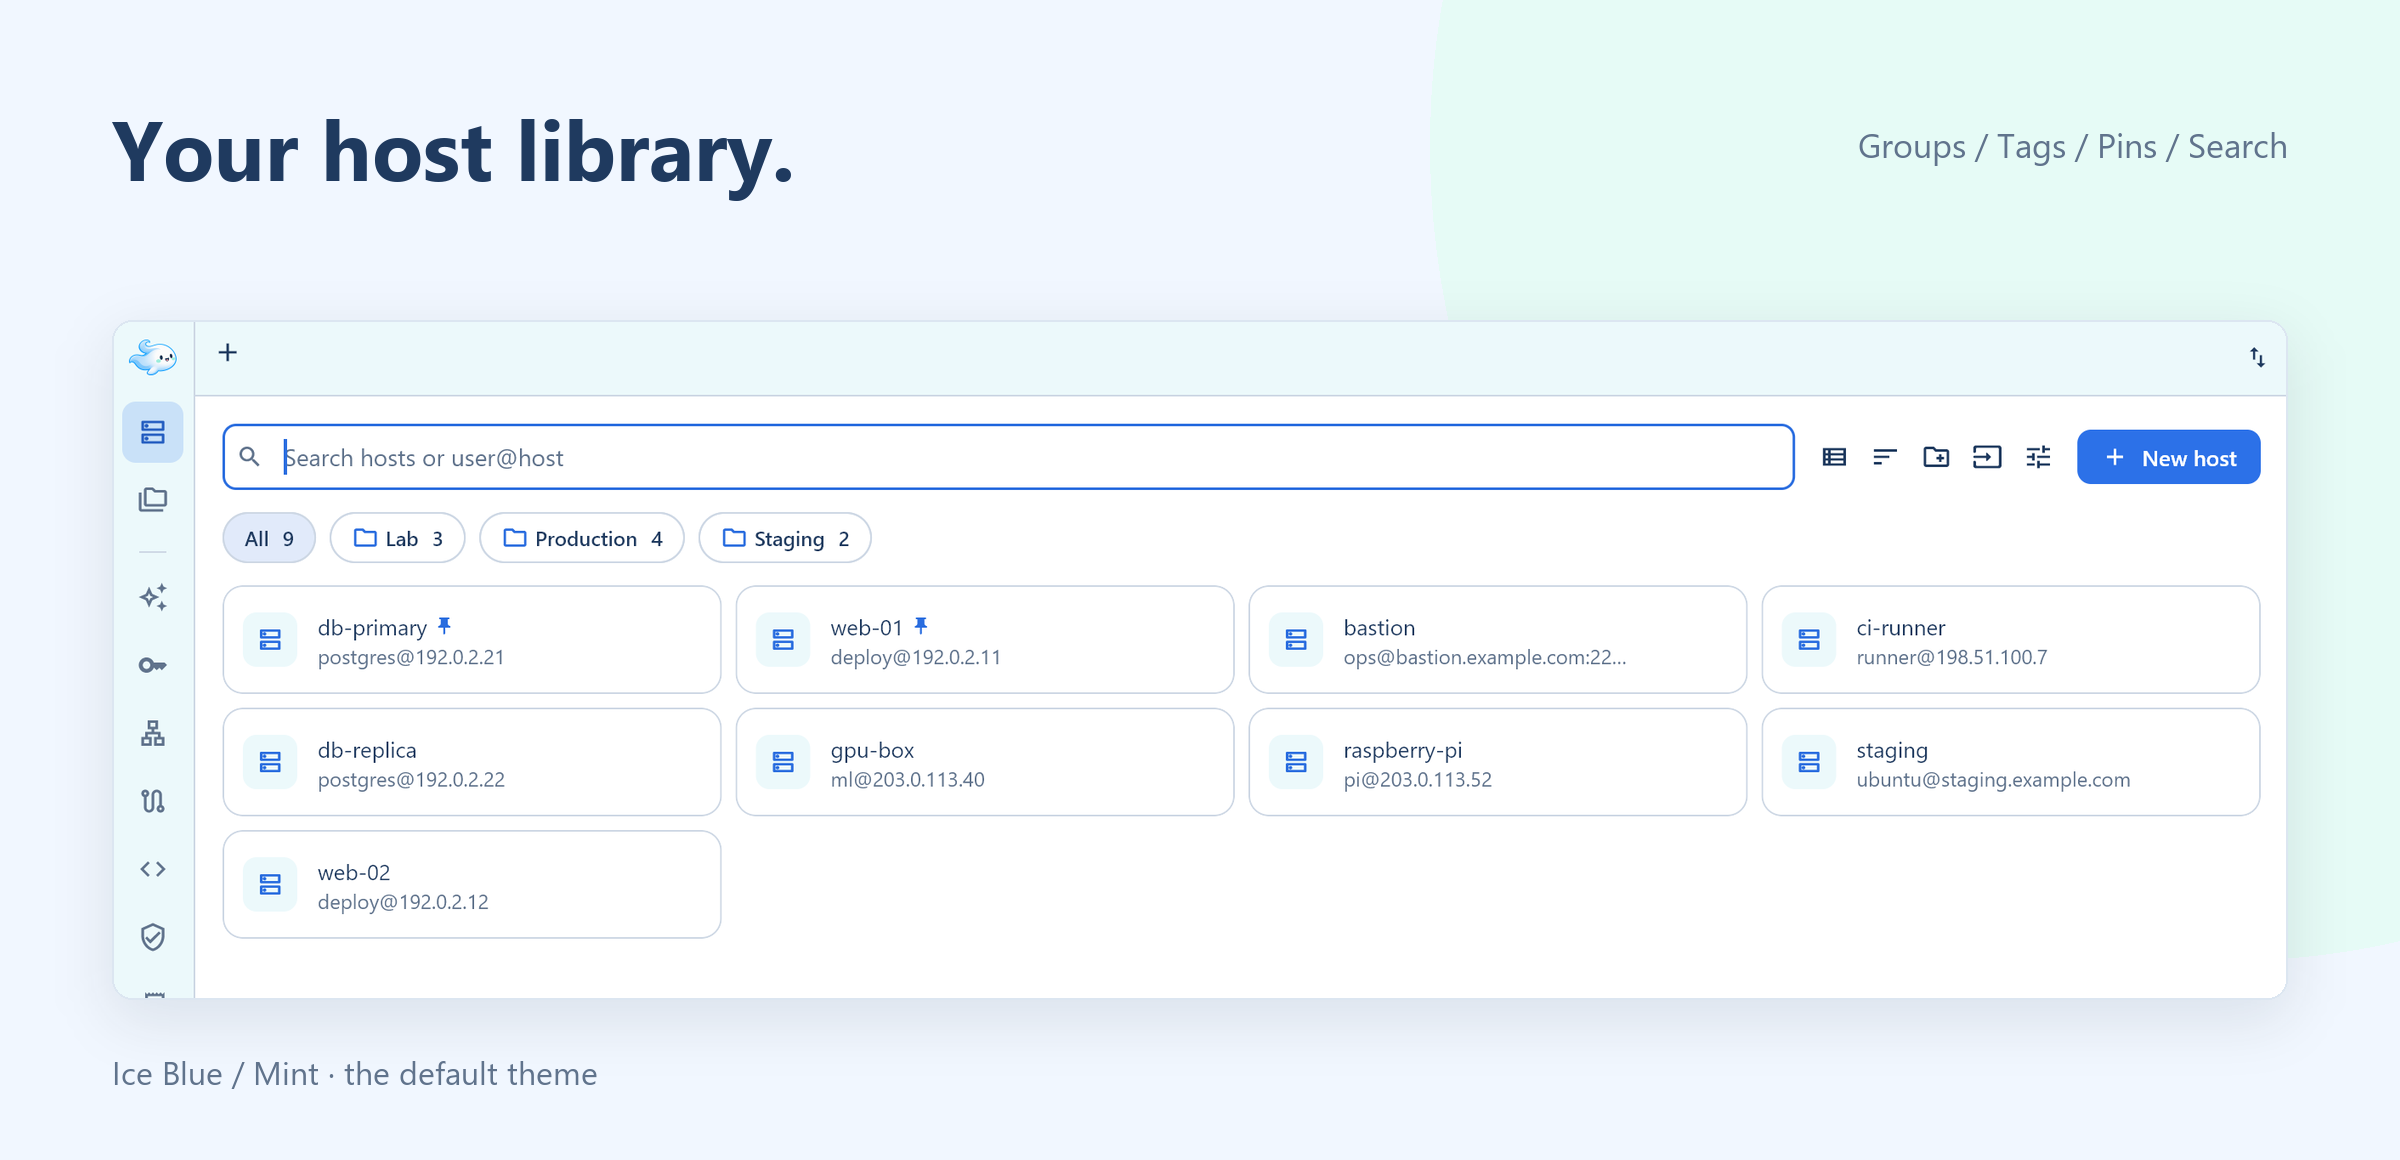 Your host library.
Groups / Tags / Pins / Search
Search hosts or user@host
New host
All 9
Lab 3
Production 4
Staging 2
db-primary
postgres@192.0.2.21
web-01
deploy@192.0.2.11
bastion
ops@bastion.example.com:22...
ci-runner
runner@198.51.100.7
db-replica
postgres@192.0.2.22
gpu-box
ml@203.0.113.40
raspberry-pi
pi@203.0.113.52
staging
ubuntu@staging.example.com
web-02
deploy@192.0.2.12
Ice Blue / Mint · the default theme